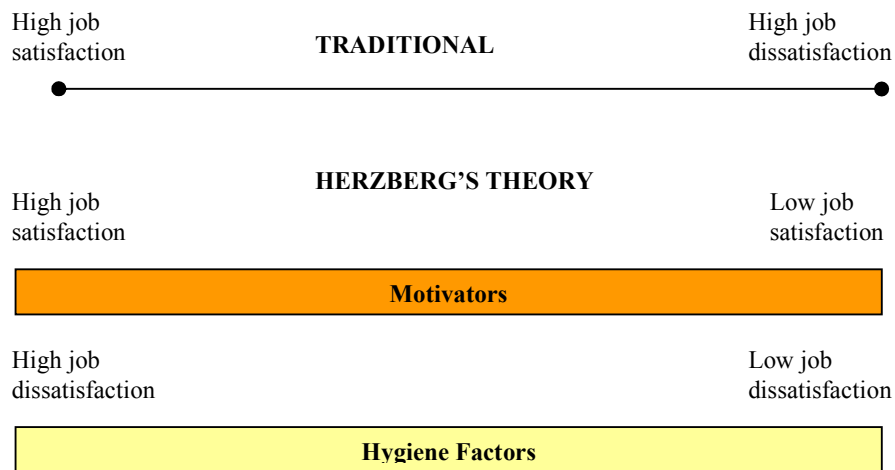 High job
satisfaction
TRADITIONAL
High job
dissatisfaction
HERZBERG’S THEORY
High job
satisfaction
Low job
satisfaction
Motivators
High job
dissatisfaction
Low job
dissatisfaction
Hygiene Factors